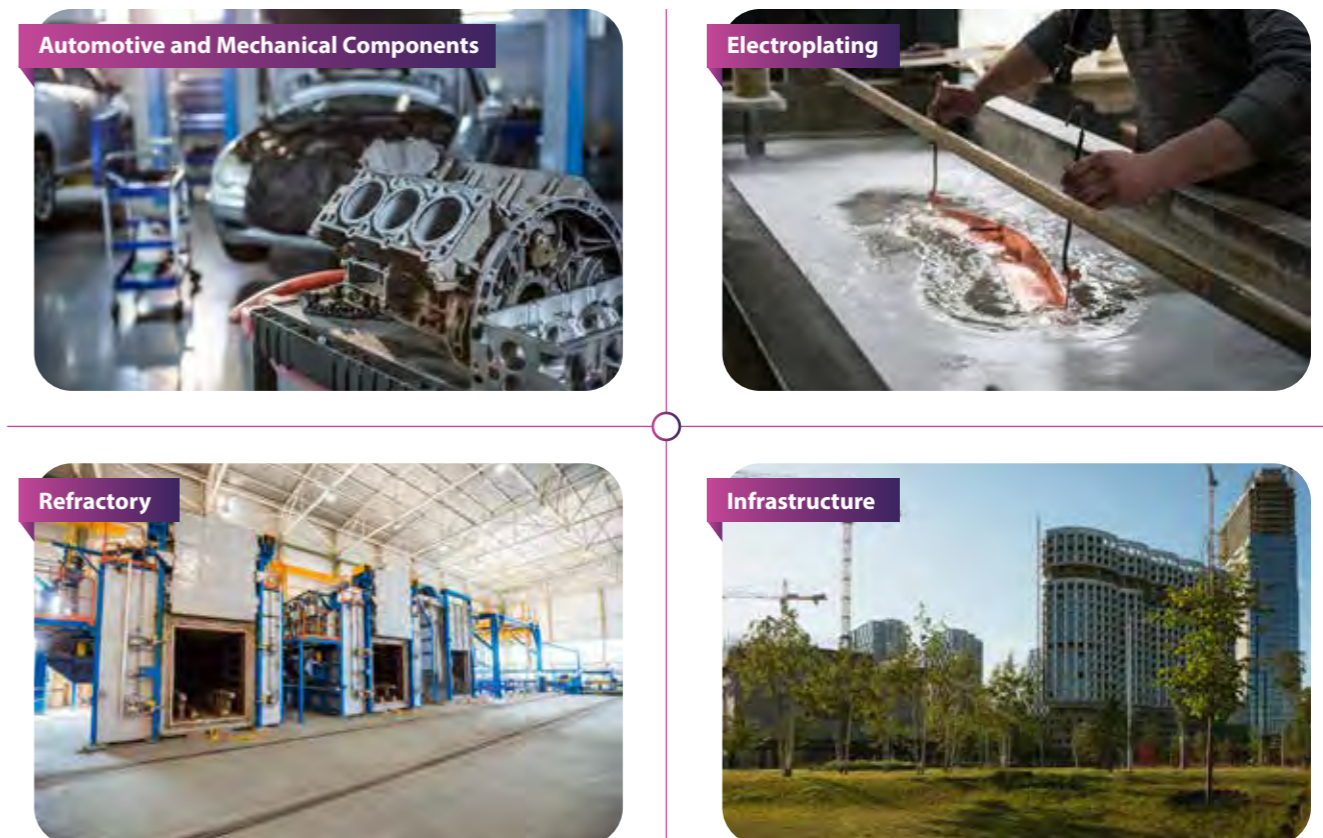 Automotive and Mechanical Components
Electroplating
Refractory
Infrastructure